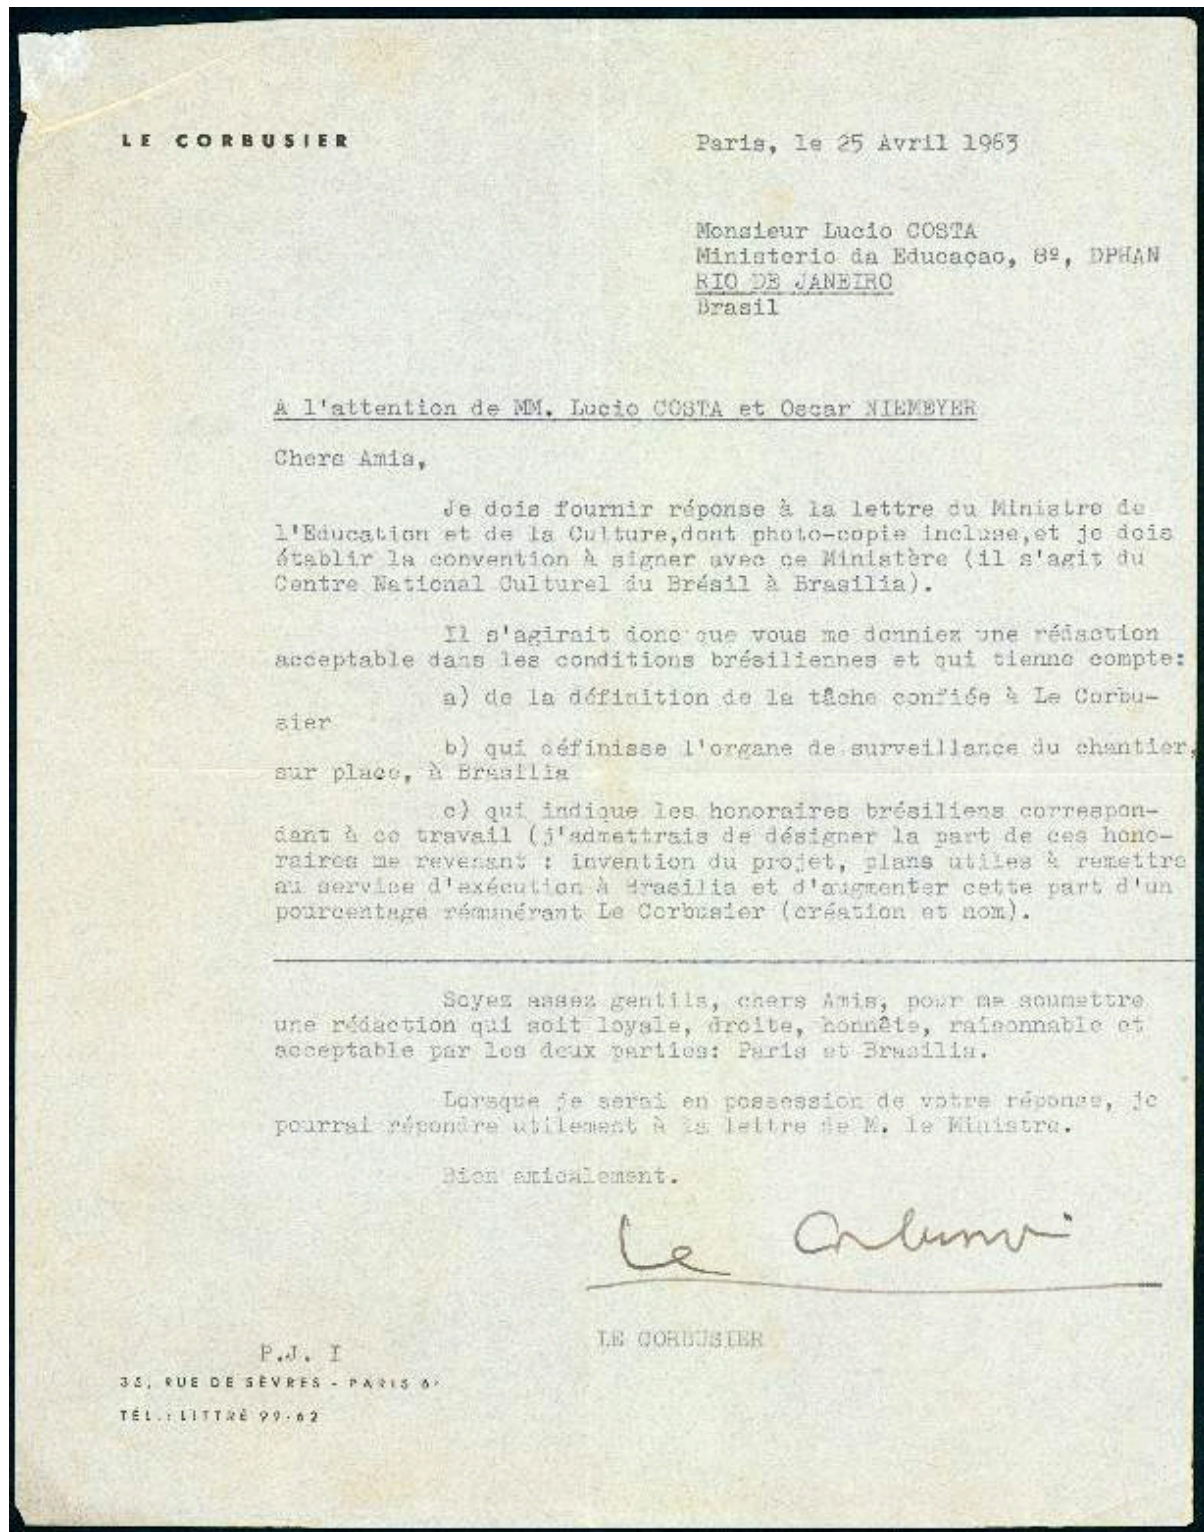 LE CORBUSIER
Paris, le 25 Avril 1963
Monsieur Lucio COSTA
Ministerio da Educaçao, 8º, DPHAN
RIO DE JANEIRO
Brasil
A l'attention de MM. Lucio COSTA et Oscar NIEMEYER
Chers Amis,
Je dois fournir réponse à la lettre du Ministre de
l'Education et de la Culture,dont photo-copie incluse,et je dois
établir la convention à signer avec ce Ministère (il s'agit du
Centre National Culturel du Brésil à Brasilia).
Il s'agirait donc que vous me donniez une rédaction
acceptable dans les conditions brésiliennes et qui tienne compte:
a) de la définition de la tâche confiée à Le Corbu-
sier
b) qui définisse l'organe de surveillance du chantier,
sur place, à Brasilia
c) qui indique les honoraires brésiliens correspon-
dant à ce travail (j'admettrais de désigner la part de ces hono-
raires me revenant : invention du projet, plans utiles à remettre
au service d'exécution à Brasilia et d'augmenter cette part d'un
pourcentage rémunérant Le Corbusier (création et nom).
Soyez assez gentils, chers Amis, pour me soumettre
une rédaction qui soit loyale, droite, honnête, raisonnable et
acceptable par les deux parties: Paris et Brasilia.
Lorsque je serai en possession de votre réponse, je
pourrai répondre utilement à la lettre de M. le Ministre.
Bien amicalement.
Le Corbusier
LE CORBUSIER
P.J. I
35, RUE DE SÈVRES - PARIS 6e
TÉL.: LITTRÉ 99-62